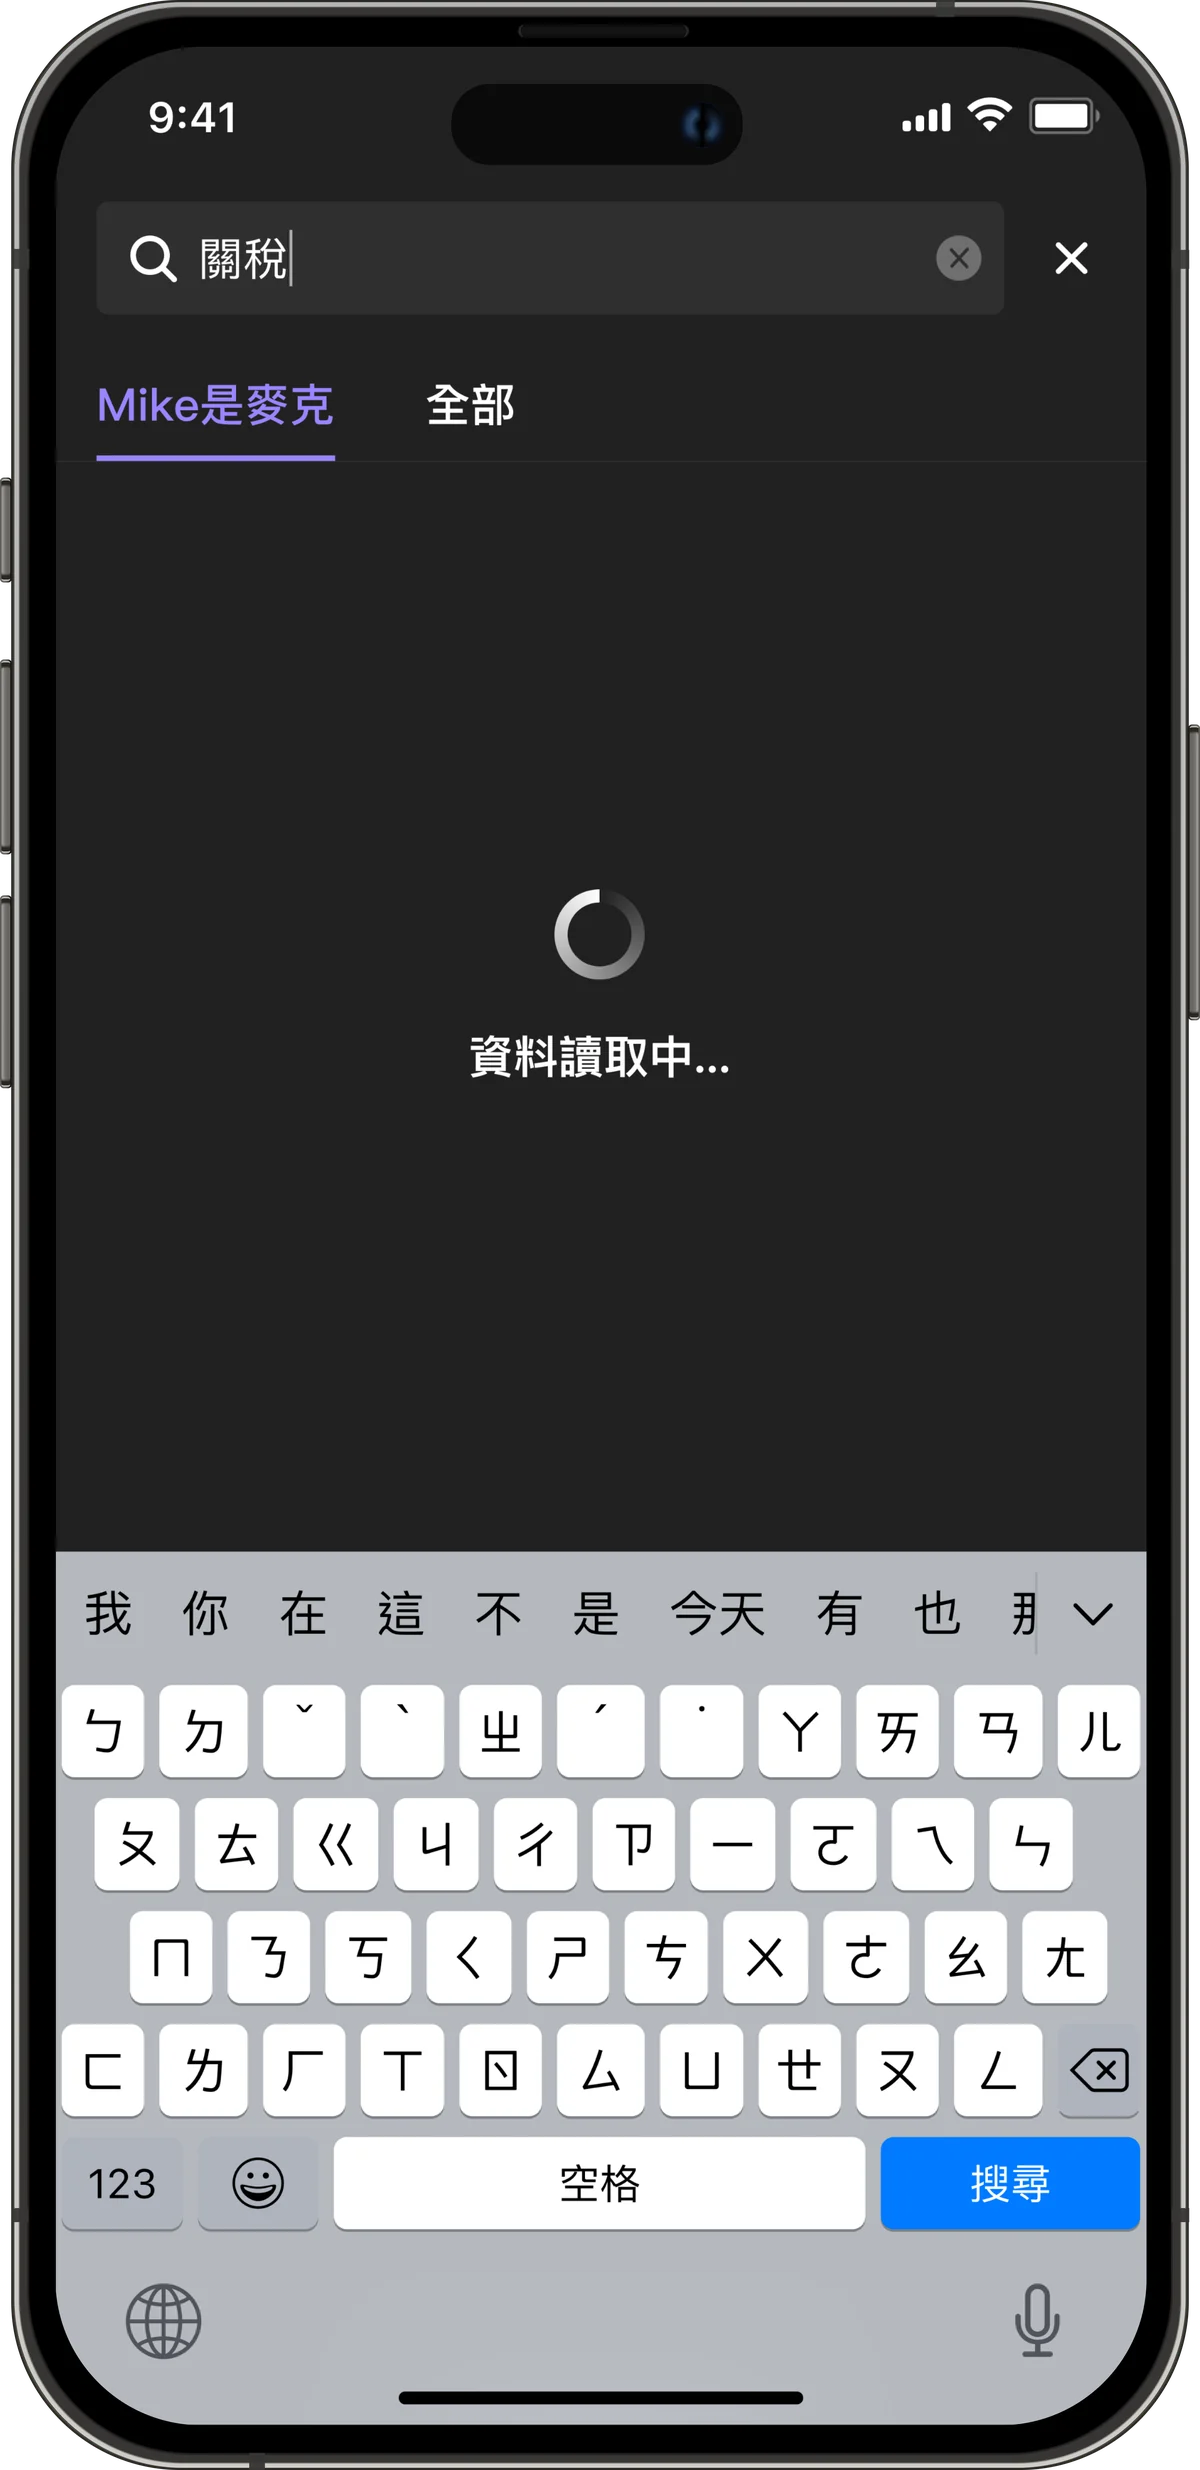 9:41
關稅
Mike是麥克 全部
資料讀取中...
我 你 在 這 不 是 今天 有 也
ㄅ ㄉ ˇ ˋ ㄓ ˊ ˙ ㄚ ㄞ ㄢ ㄦ
ㄆ ㄊ ㄍ ㄐ ㄔ ㄗ ㄧ ㄛ ㄟ ㄣ
ㄇ ㄋ ㄎ ㄑ ㄕ ㄘ ㄨ ㄜ ㄠ ㄤ
ㄈ ㄌ ㄏ ㄒ ㄖ ㄙ ㄩ ㄝ ㄡ ㄥ
123 空格 搜尋